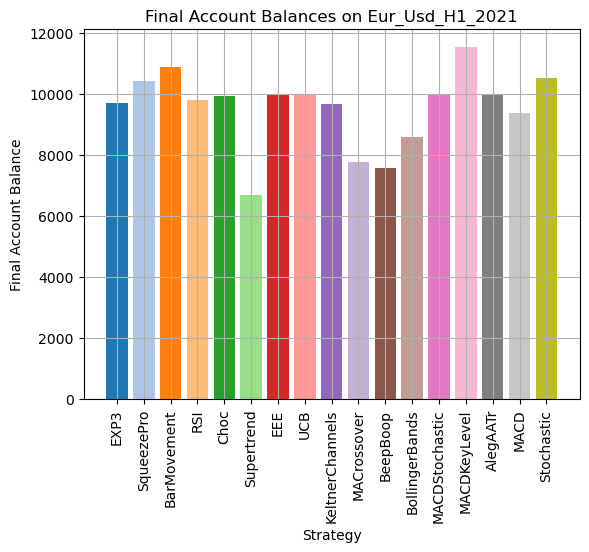 Final Account Balances on Eur_Usd_H1_2021
12000
10000
8000
6000
4000
2000
0
Final Account Balance
EXP3
SqueezePro
BarMovement
RSI
Choc
Supertrend
EEE
UCB
KeltnerChannels
MACrossover
BeepBoop
BollingerBands
MACDStochastic
MACDKeyLevel
AlegAATr
MACD
Stochastic
Strategy